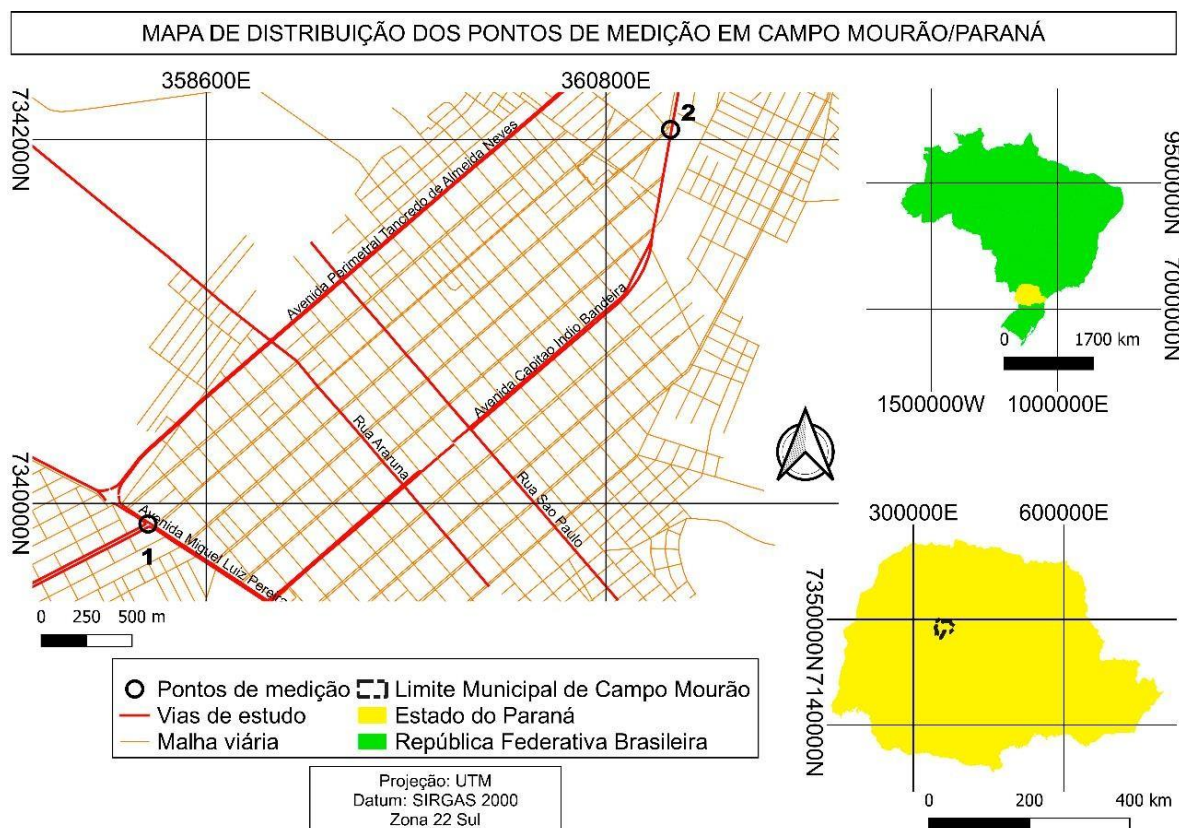 MAPA DE DISTRIBUIÇÃO DOS PONTOS DE MEDIÇÃO EM CAMPO MOURÃO/PARANÁ
358600E
360800E
7342000N
7340000N
2
Avenida Perimetral Tancredo de Almeida Neves
Avenida Capitao Indio Bandeira
Rua Araruna
Rua Sao Paulo
Avenida Miguel Luiz Pereira
1
0 250 500 m
9500000N
7000000N
0 1700 km
1500000W
1000000E
300000E
600000E
7350000N
7140000N
0 200 400 km
Pontos de medição
Limite Municipal de Campo Mourão
Vias de estudo
Estado do Paraná
Malha viária
República Federativa Brasileira
Projeção: UTM
Datum: SIRGAS 2000
Zona 22 Sul